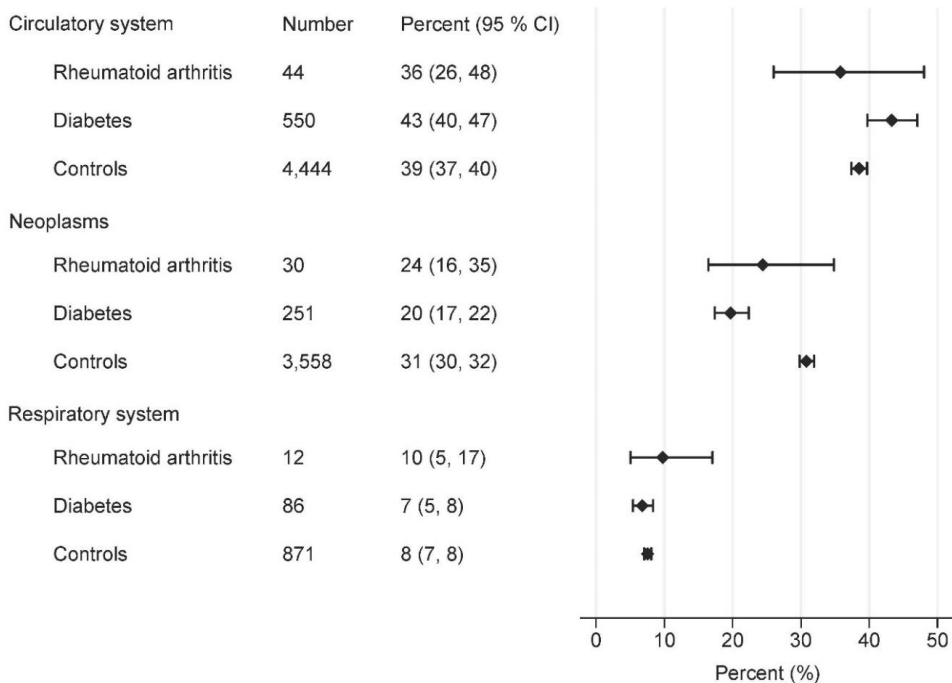 Circulatory system Number Percent (95 % CI)
Rheumatoid arthritis 44 36 (26, 48)
Diabetes 550 43 (40, 47)
Controls 4,444 39 (37, 40)
Neoplasms
Rheumatoid arthritis 30 24 (16, 35)
Diabetes 251 20 (17, 22)
Controls 3,558 31 (30, 32)
Respiratory system
Rheumatoid arthritis 12 10 (5, 17)
Diabetes 86 7 (5, 8)
Controls 871 8 (7, 8)
0 10 20 30 40 50
Percent (%)